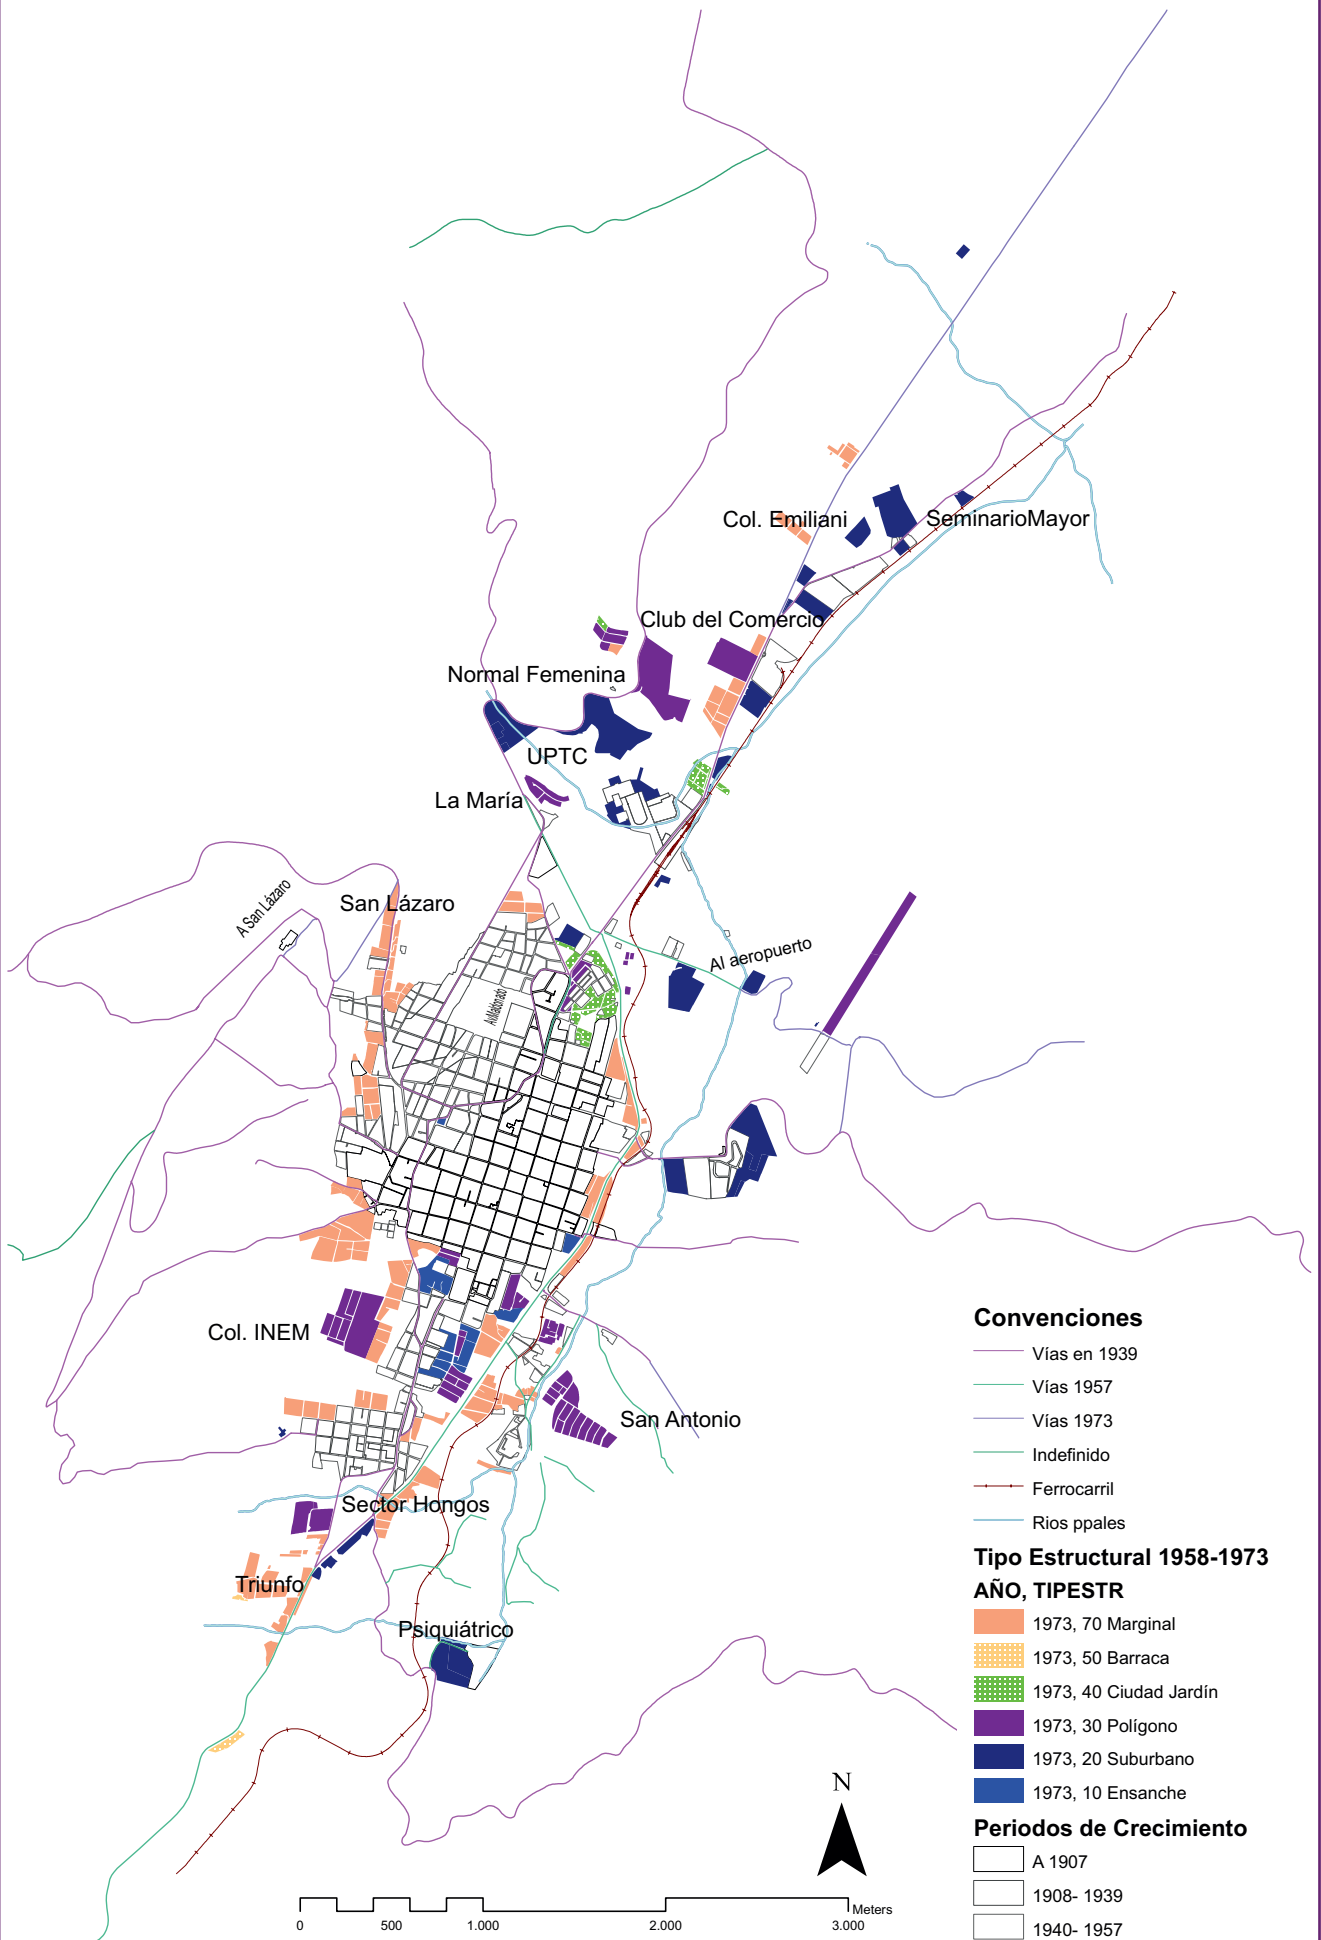 Col. Emiliani
SeminarioMayor
Club del Comercio
Normal Femenina
UPTC
La María
San Lázaro
A San Lázaro
Al aeropuerto
Av Maldonado
Col. INEM
San Antonio
Sector Hongos
Triunfo
Psiquiátrico
Convenciones
Vías en 1939
Vías 1957
Vías 1973
Indefinido
Ferrocarril
Rios ppales
Tipo Estructural 1958-1973
AÑO, TIPESTR
1973, 70 Marginal
1973, 50 Barraca
1973, 40 Ciudad Jardín
1973, 30 Polígono
1973, 20 Suburbano
1973, 10 Ensanche
Periodos de Crecimiento
A 1907
1908- 1939
1940- 1957
N
Meters
0 500 1.000 2.000 3.000